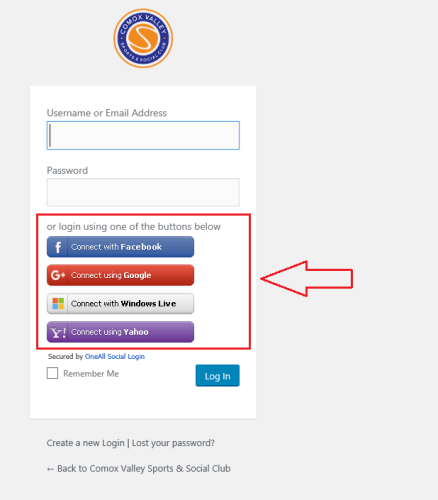 COMOX VALLEY
SPORTS & SOCIAL CLUB
Username or Email Address
Password
or login using one of the buttons below
f Connect with Facebook
G+ Connect using Google
Connect with Windows Live
Y! Connect using Yahoo
Secured by OneAll Social Login
Remember Me
Log In
Create a new Login | Lost your password?
← Back to Comox Valley Sports & Social Club